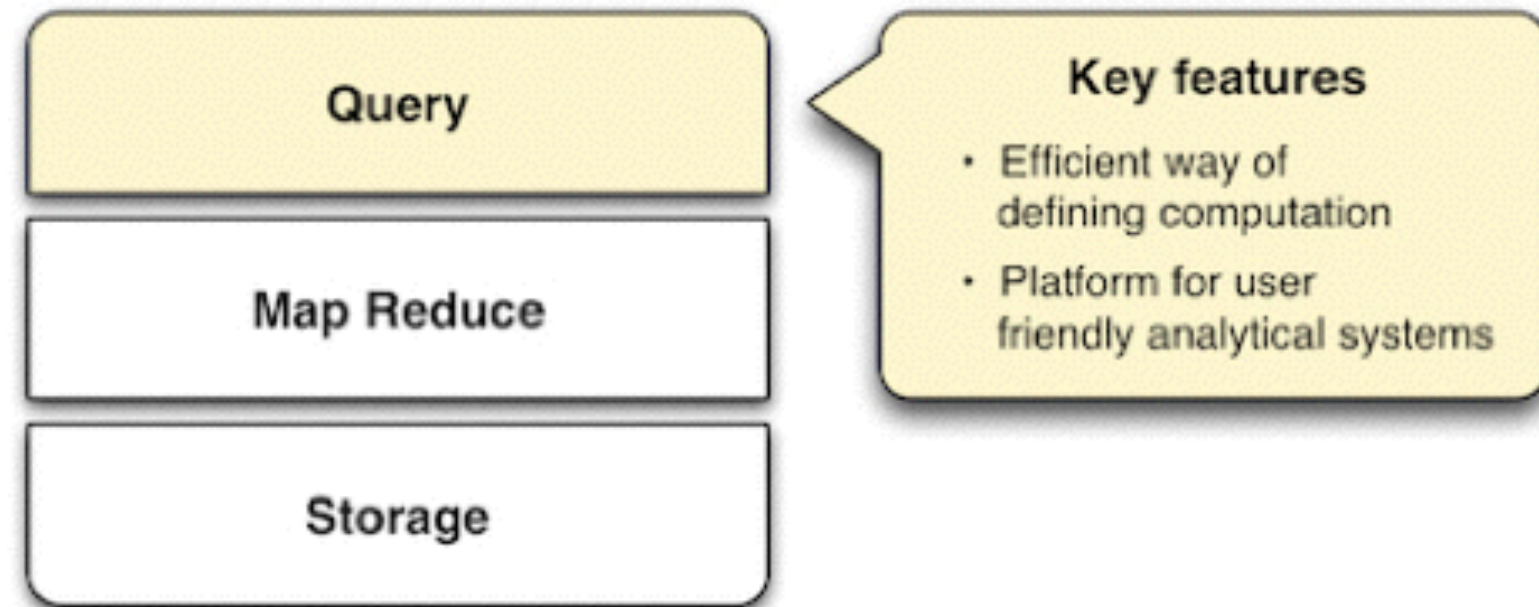 Query
Map Reduce
Storage
Key features
• Efficient way of
defining computation
• Platform for user
friendly analytical systems